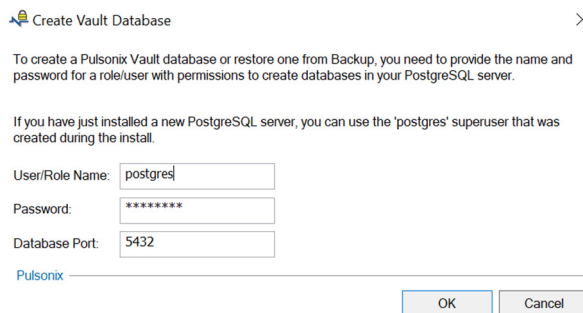 Create Vault Database
To create a Pulsonix Vault database or restore one from Backup, you need to provide the name and
password for a role/user with permissions to create databases in your PostgreSQL server.
If you have just installed a new PostgreSQL server, you can use the 'postgres' superuser that was
created during the install.
User/Role Name: postgres
Password: ********
Database Port: 5432
Pulsonix
OK Cancel